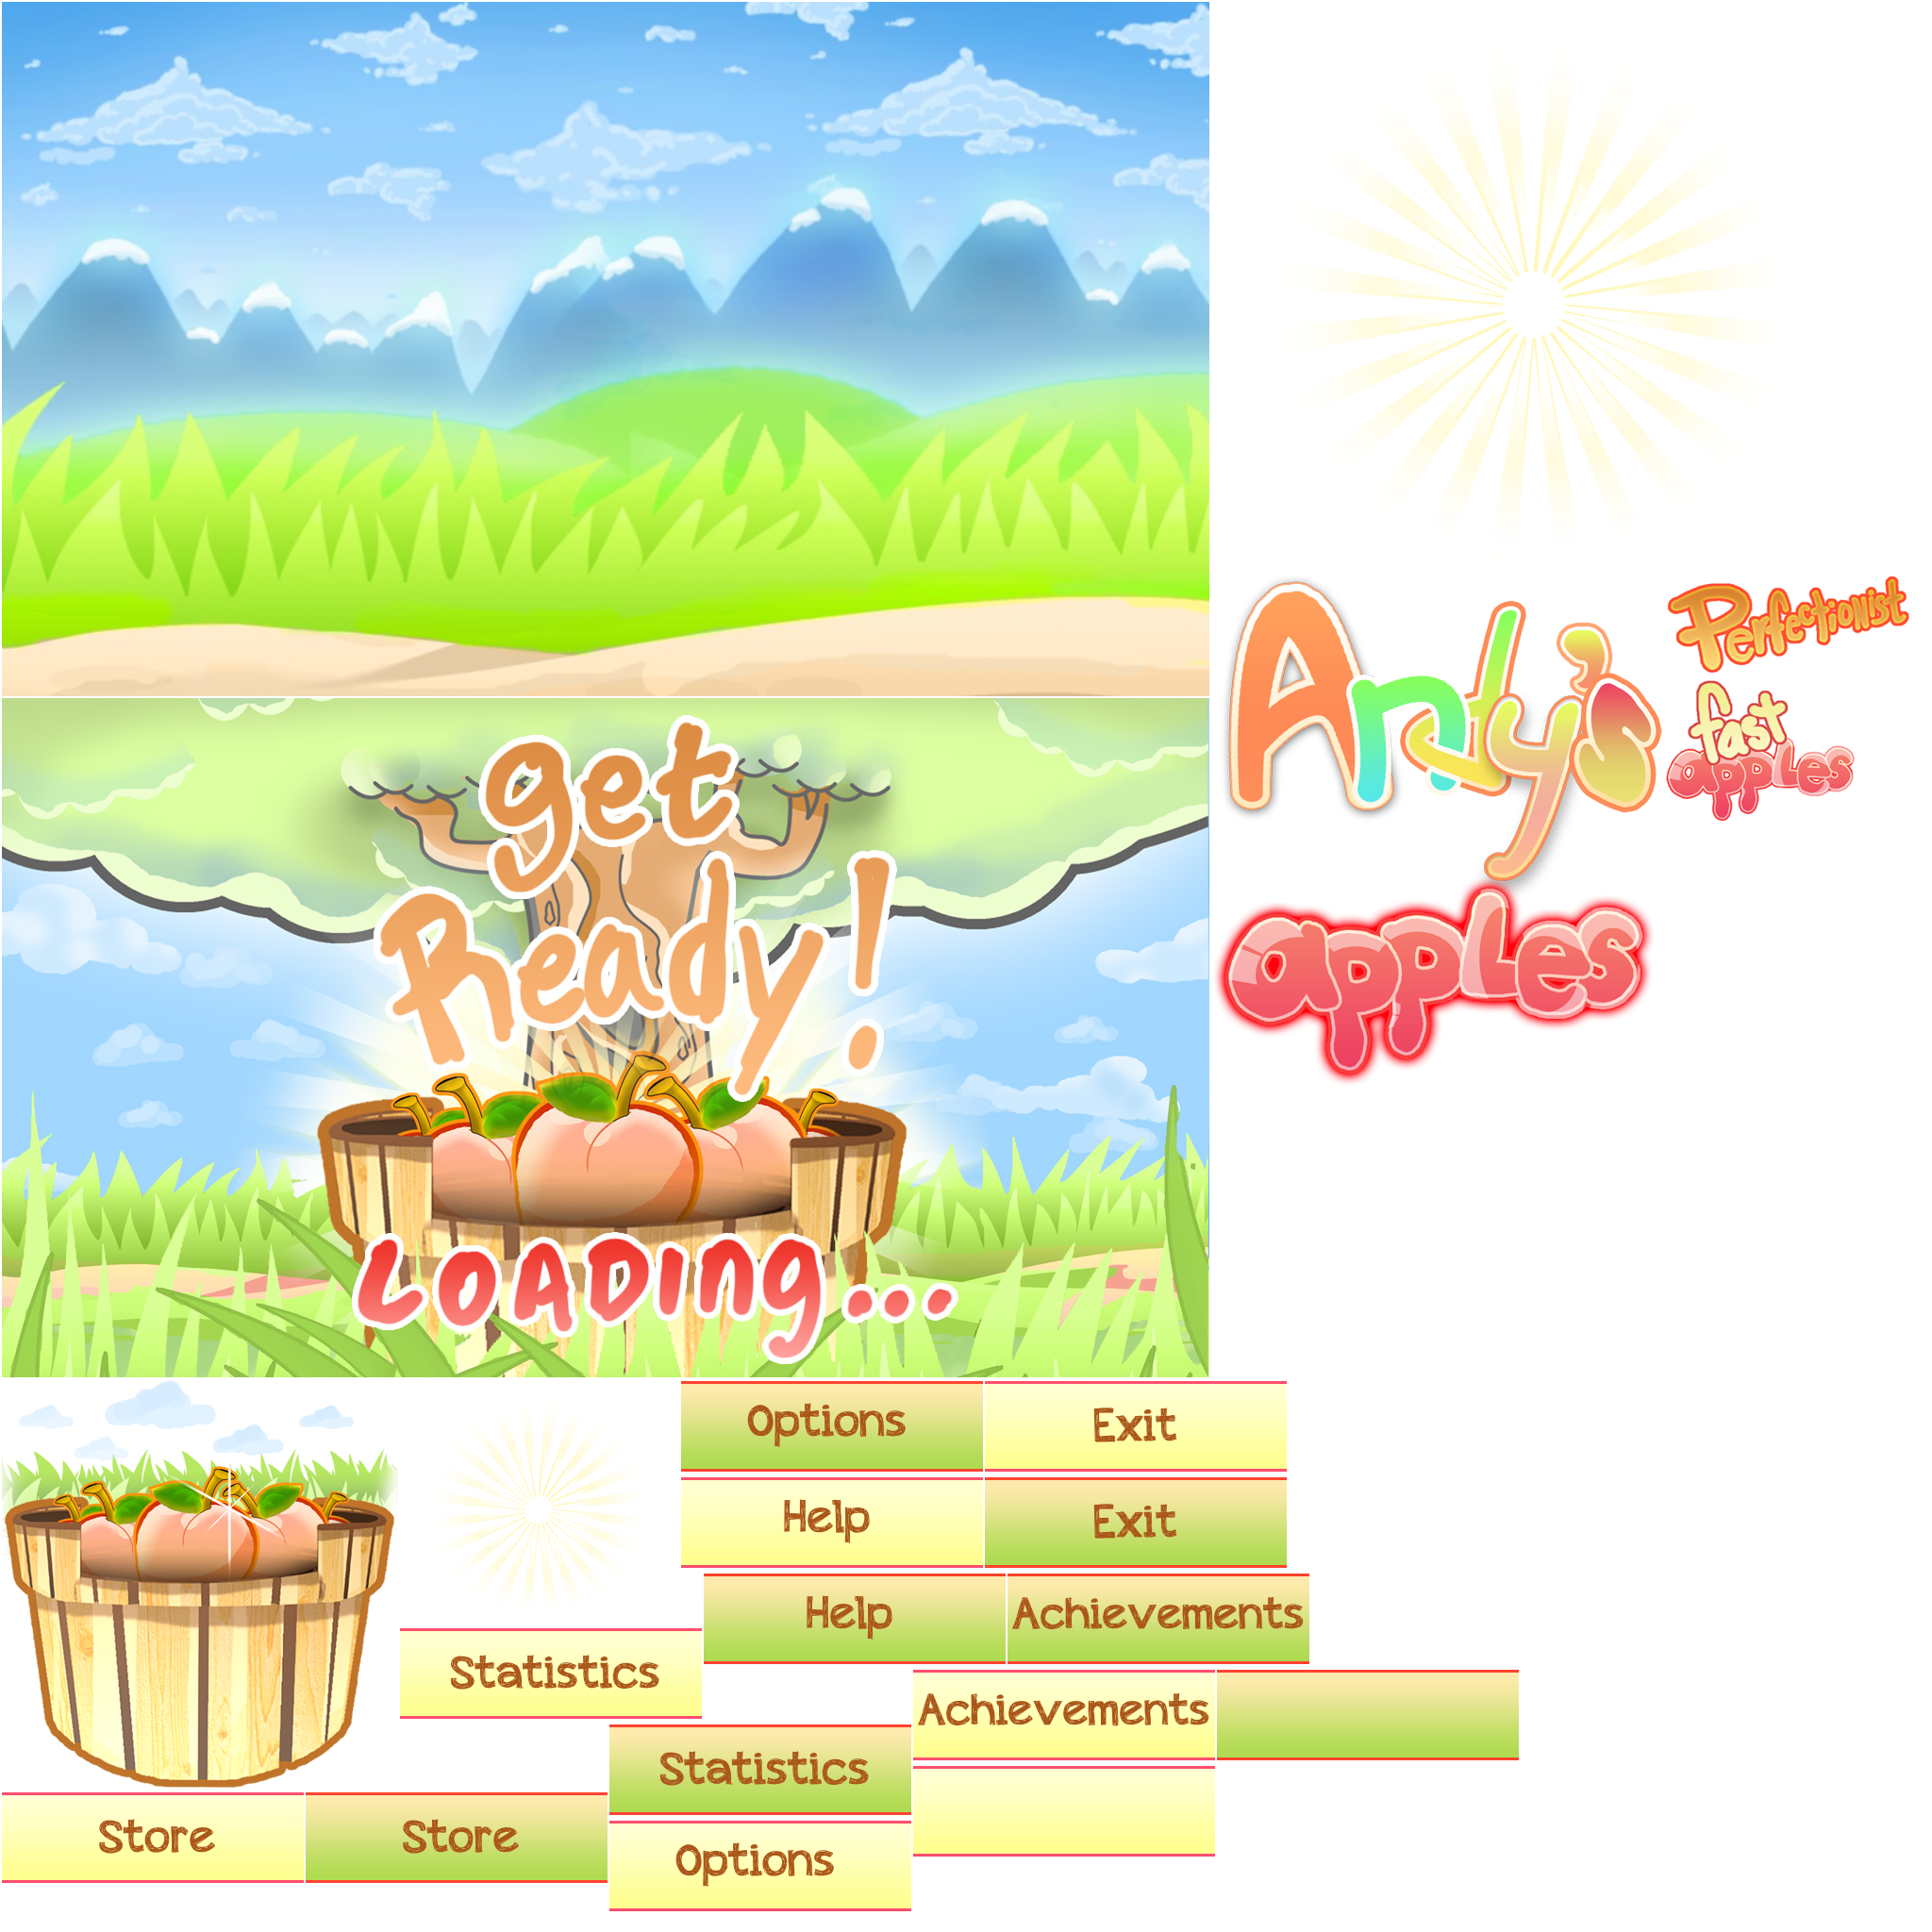 Perfectionist
Andy's
fast
apples
apples
get
Ready!
LOADing...
Options
Exit
Help
Exit
Help
Achievements
Statistics
Achievements
Statistics
Store
Store
Options